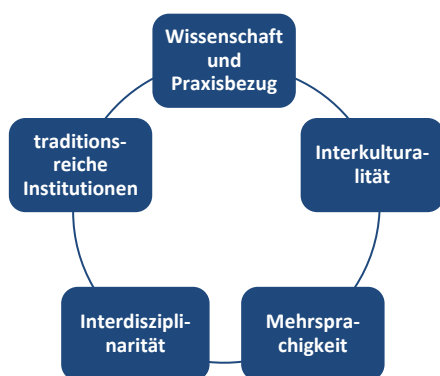 Wissenschaft
und
Praxisbezug
traditions-
reiche
Institutionen
Interkultura-
lität
Interdiszipli-
narität
Mehrspra-
chigkeit